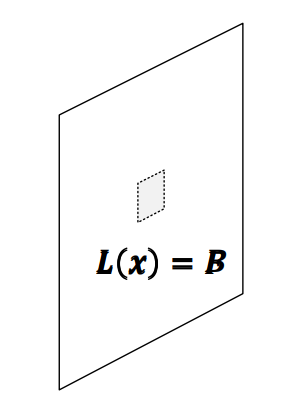 L(x) = B